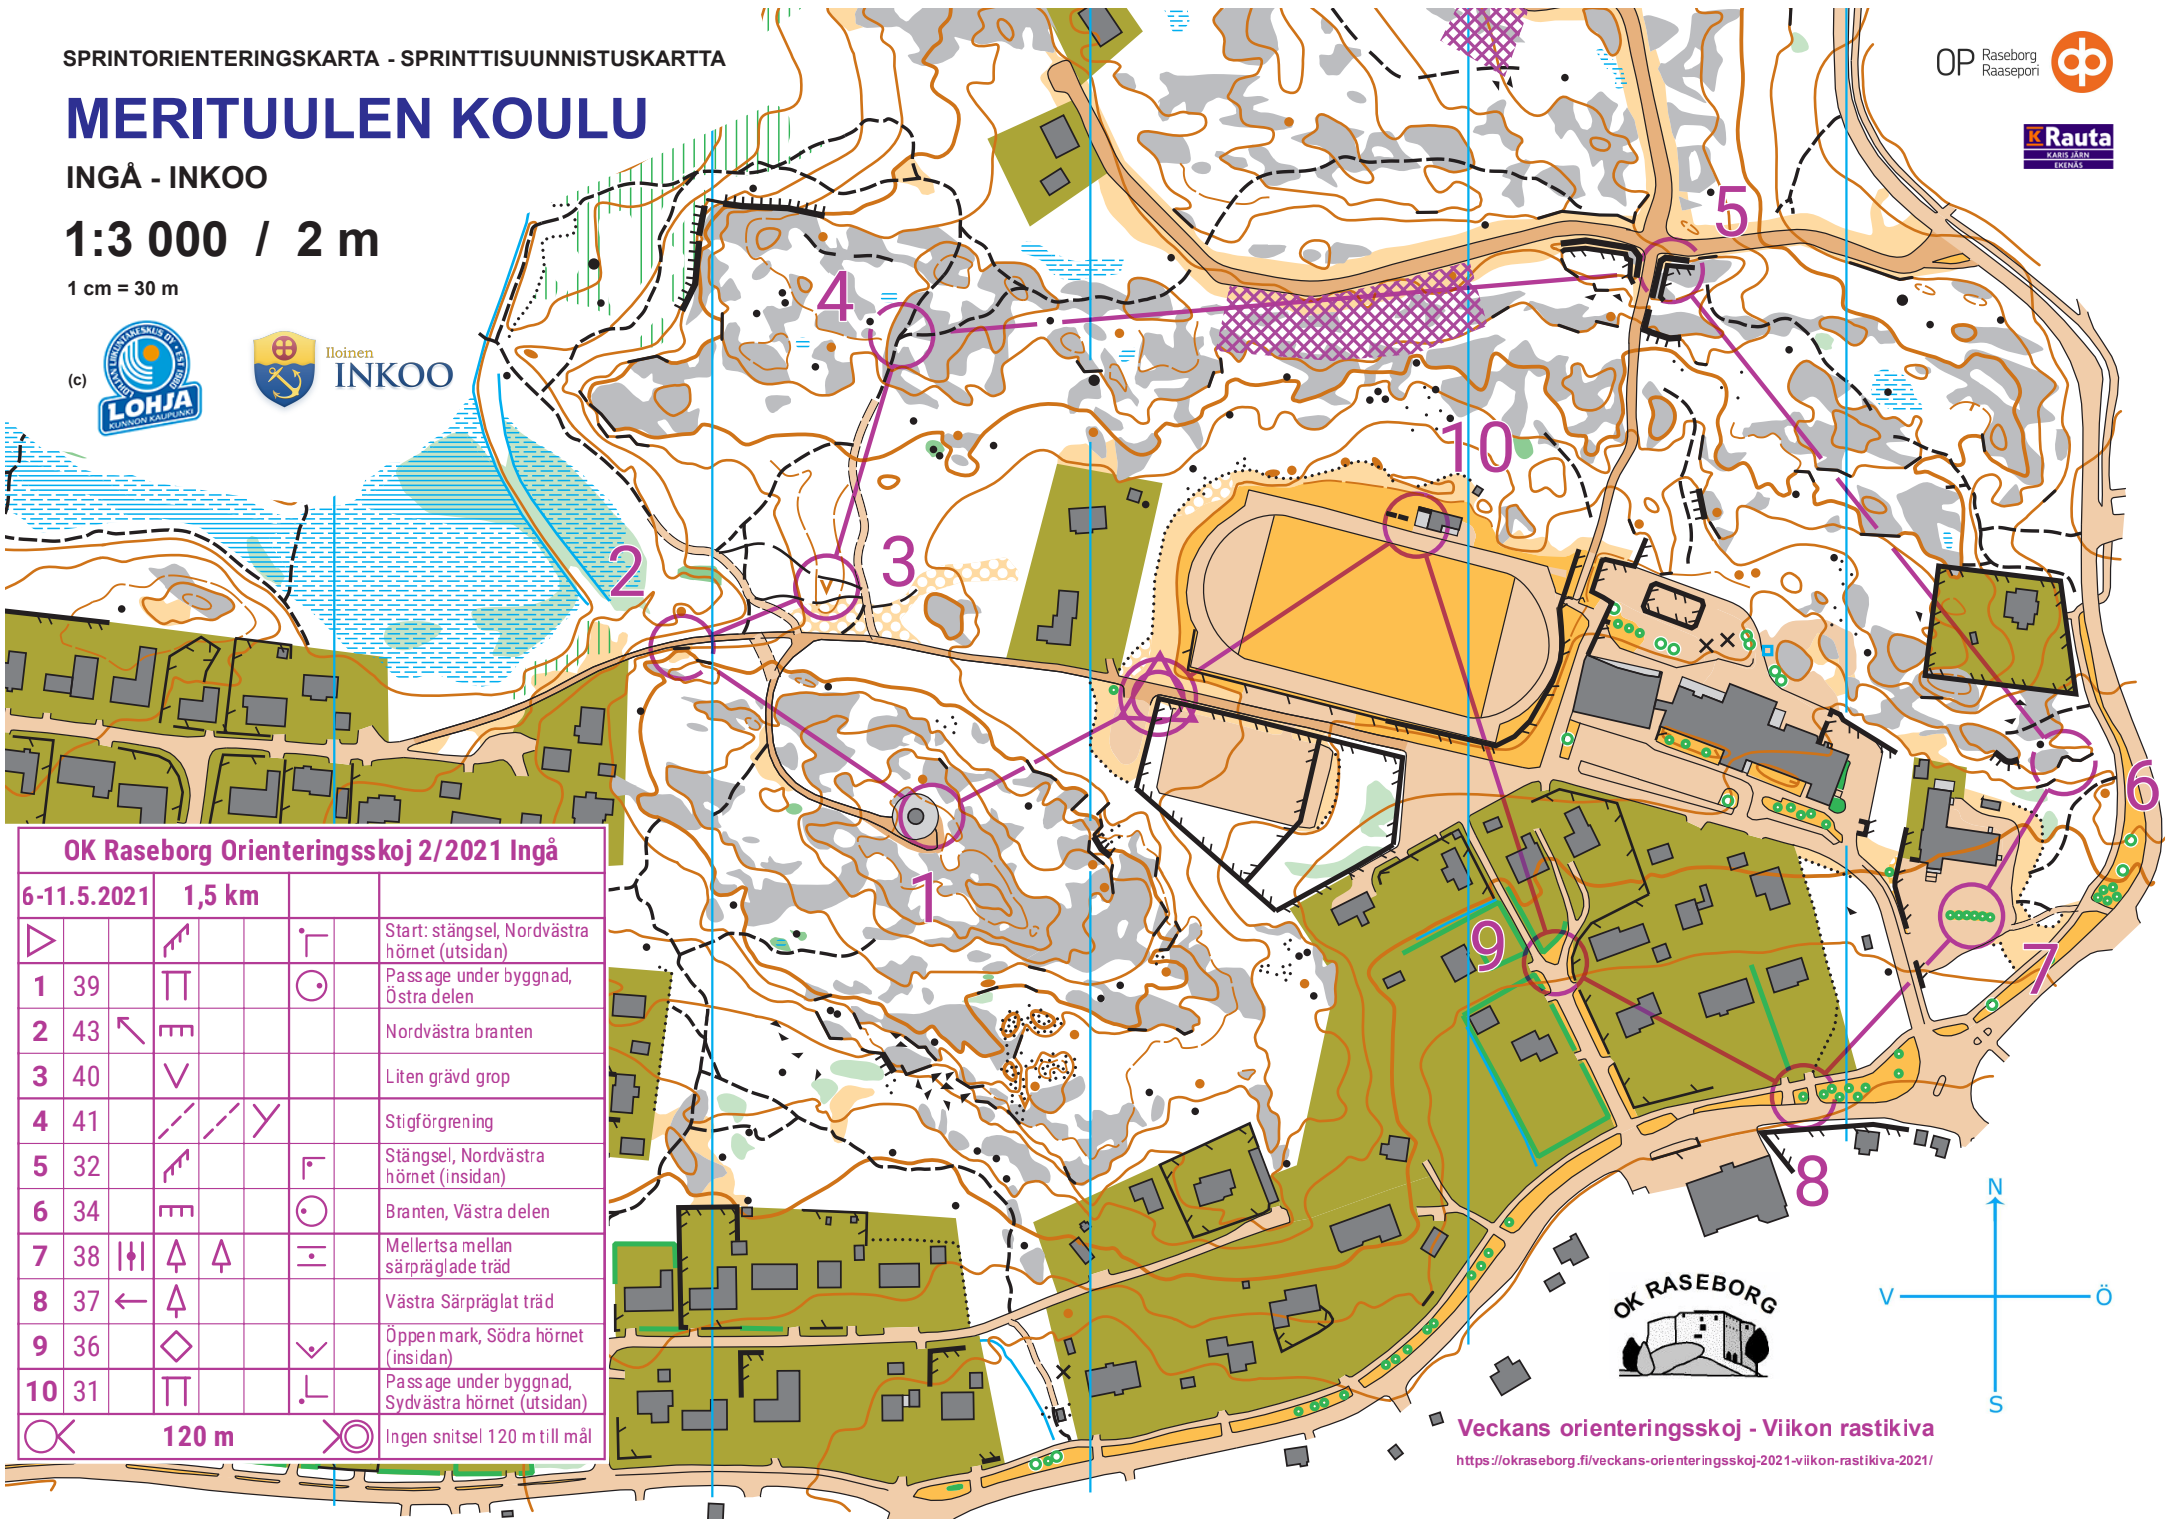 SPRINTORIENTERINGSKARTA - SPRINTTISUUNNISTUSKARTTA
MERITUULEN KOULU
INGÅ - INKOO
1:3 000 / 2 m
1 cm = 30 m
(c)
LOHJA
KUNNON KAUPUNKI
Iloinen
INKOO
OP Raseborg
Raasepori
K Rauta
KARIS JÄRN
EKENÄS
5
4
10
2
3
6
1
9
7
8
OK Raseborg Orienteringsskoj 2/2021 Ingå
6-11.5.2021 1,5 km
Start: stängsel, Nordvästra
hörnet (utsidan)
1 39 Passage under byggnad,
Östra delen
2 43 Nordvästra branten
3 40 Liten grävd grop
4 41 Stigförgrening
5 32 Stängsel, Nordvästra
hörnet (insidan)
6 34 Branten, Västra delen
7 38 Mellertsa mellan
särpräglade träd
8 37 Västra Särpräglat träd
9 36 Öppen mark, Södra hörnet
(insidan)
10 31 Passage under byggnad,
Sydvästra hörnet (utsidan)
120 m Ingen snitsel 120 m till mål
N
V Ö
S
OK RASEBORG
Veckans orienteringsskoj - Viikon rastikiva
https://okraseborg.fi/veckans-orienteringsskoj-2021-viikon-rastikiva-2021/